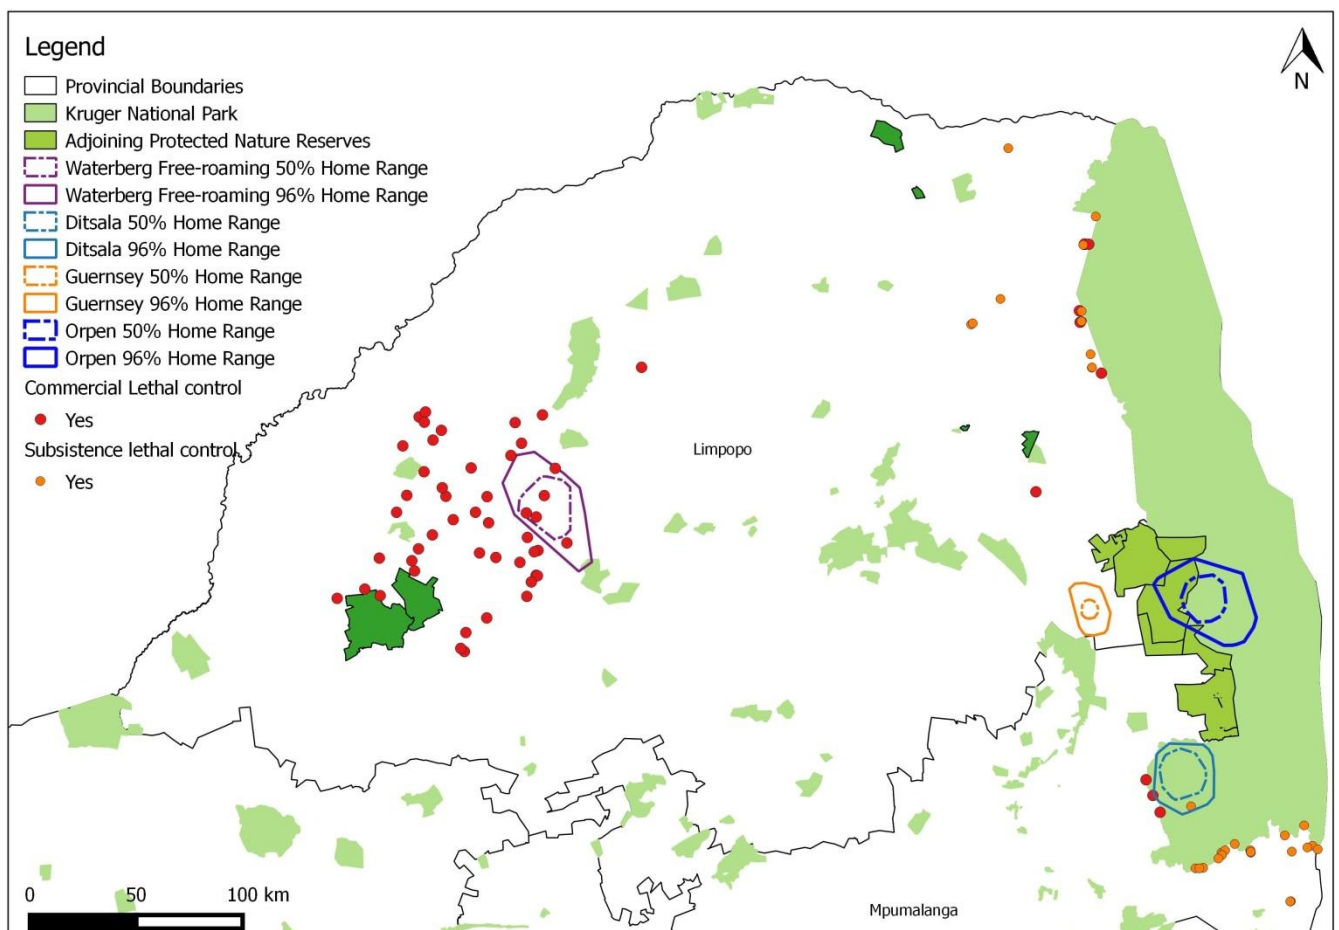 Legend
Provincial Boundaries
Kruger National Park
Adjoining Protected Nature Reserves
Waterberg Free-roaming 50% Home Range
Waterberg Free-roaming 96% Home Range
Ditsala 50% Home Range
Ditsala 96% Home Range
Guernsey 50% Home Range
Guernsey 96% Home Range
Orpen 50% Home Range
Orpen 96% Home Range
Commercial Lethal control
Yes
Subsistence lethal control
Yes
N
Limpopo
Mpumalanga
0 50 100 km